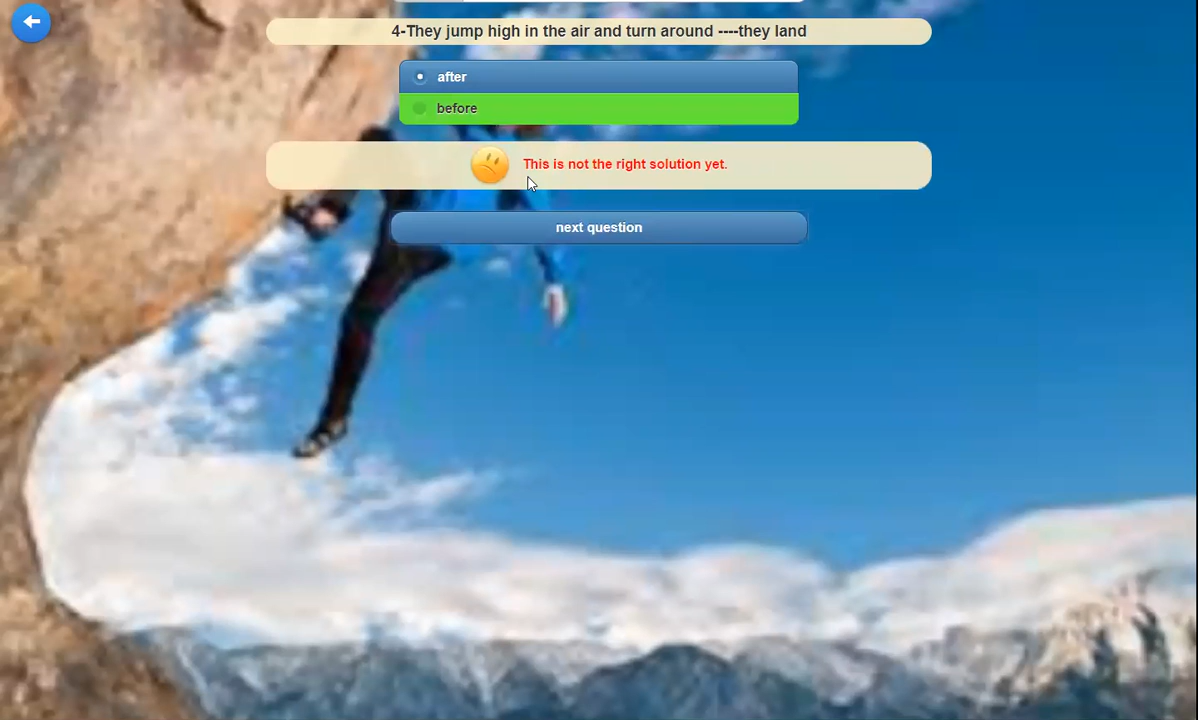 4-They jump high in the air and turn around ----they land
after
before
This is not the right solution yet.
next question